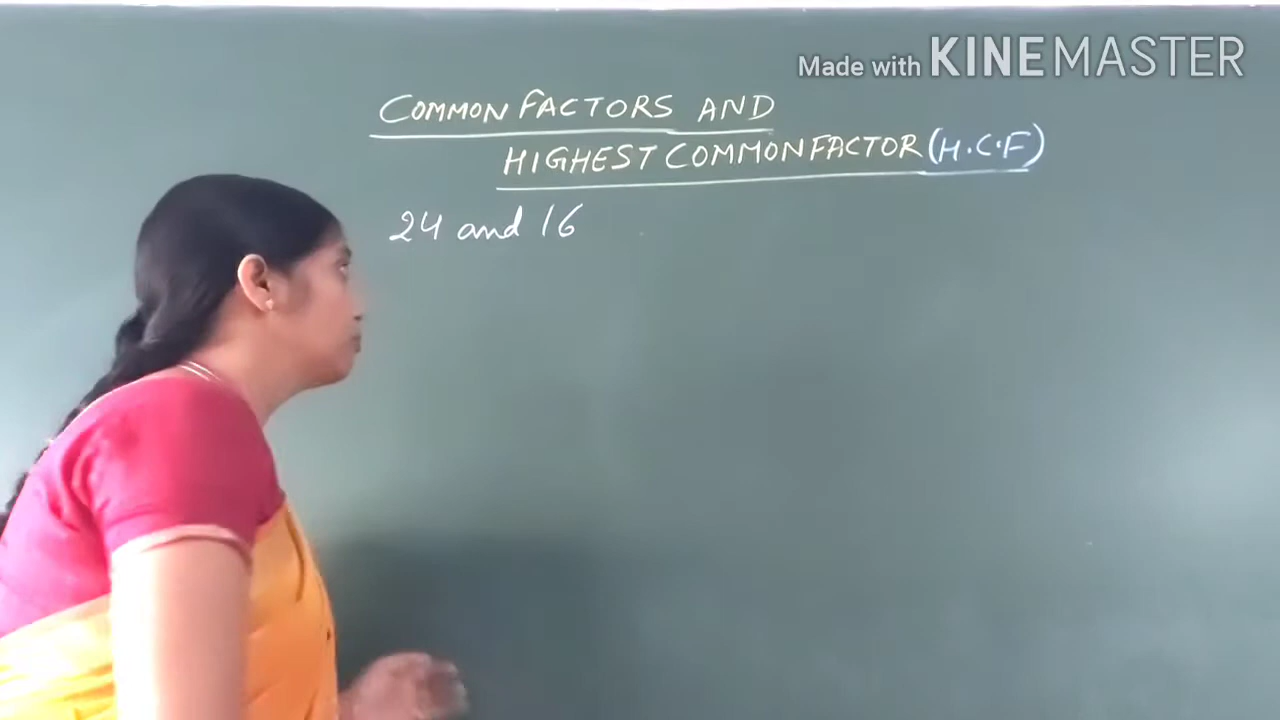 Made with KINEMASTER
COMMON FACTORS AND
HIGHEST COMMON FACTOR (H.C.F)
24 and 16